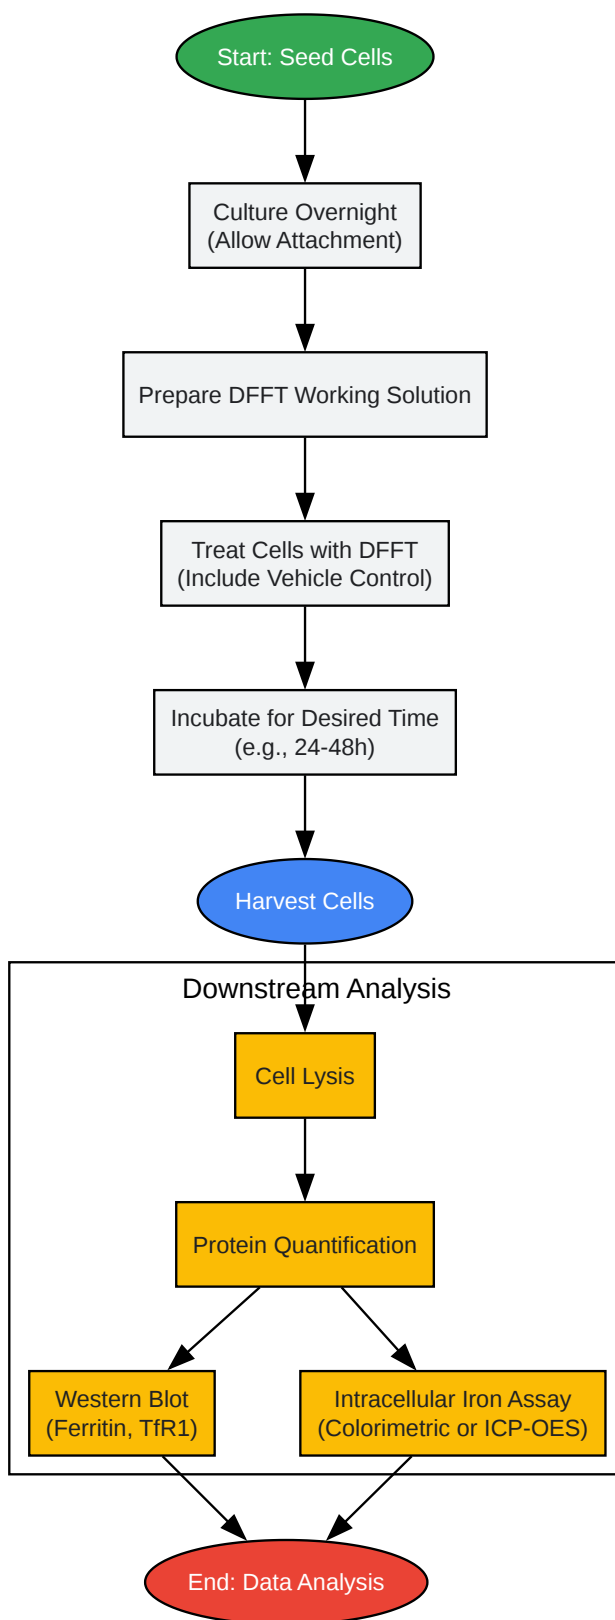 Start: Seed Cells
Culture Overnight
(Allow Attachment)
Prepare DFFT Working Solution
Treat Cells with DFFT
(Include Vehicle Control)
Incubate for Desired Time
(e.g., 24-48h)
Harvest Cells
Downstream Analysis
Cell Lysis
Protein Quantification
Western Blot
(Ferritin, TfR1)
Intracellular Iron Assay
(Colorimetric or ICP-OES)
End: Data Analysis